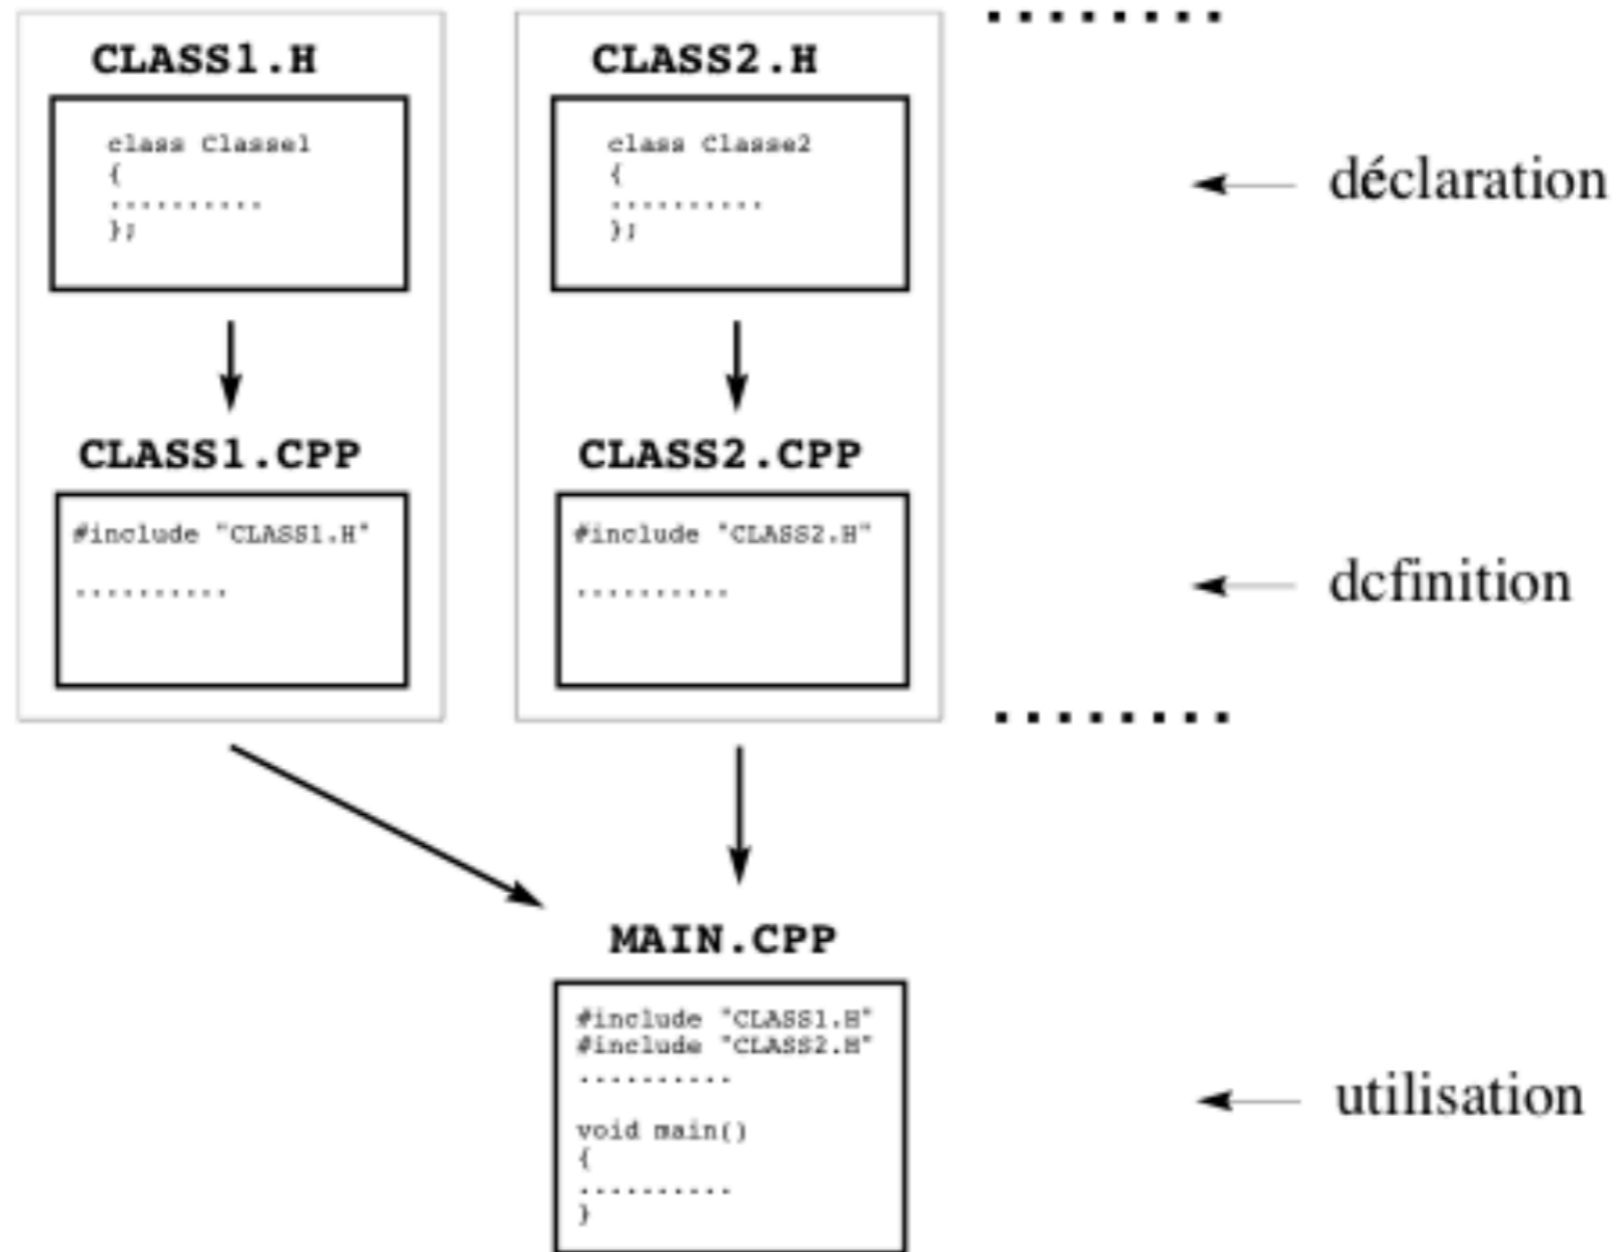 CLASS1.H
class Classe1
{
..........
};
CLASS1.CPP
#include "CLASS1.H"
..........
CLASS2.H
class Classe2
{
..........
};
CLASS2.CPP
#include "CLASS2.H"
..........
........
déclaration
dcfinition
........
MAIN.CPP
#include "CLASS1.H"
#include "CLASS2.H"
..........
void main()
{
..........
}
utilisation